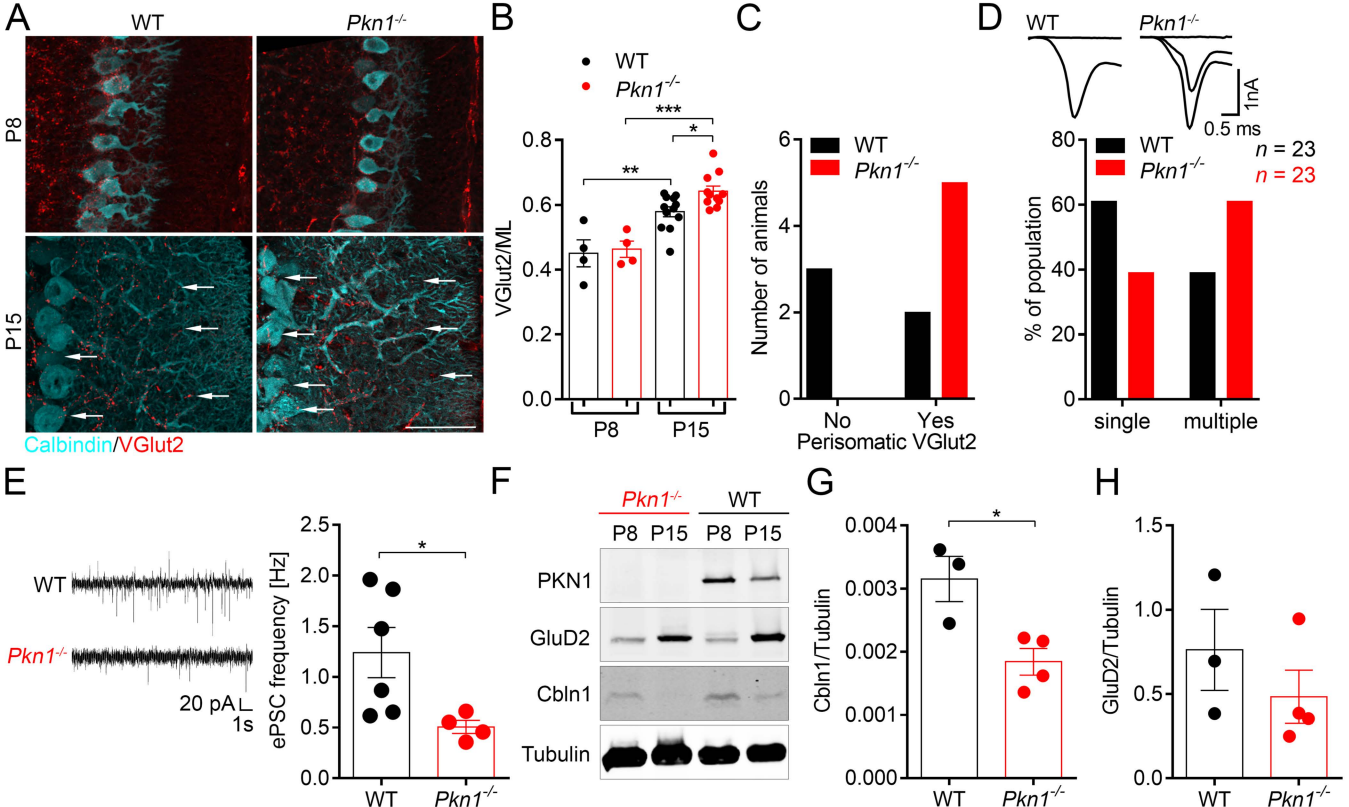 A
WT
Pkn1-/-
P8
P15
Calbindin/VGlut2
B
WT
Pkn1-/-
***
*
**
VGlut2/ML
0.8
0.6
0.4
0.2
0.0
P8
P15
C
WT
Pkn1-/-
Number of animals
6
4
2
0
No
Yes
Perisomatic VGlut2
D
WT
Pkn1-/-
1nA
0.5 ms
WT
Pkn1-/-
n = 23
n = 23
% of population
80
60
40
20
0
single
multiple
E
WT
Pkn1-/-
20 pA
1s
ePSC frequency [Hz]
2.5
2.0
1.5
1.0
0.5
0.0
*
WT
Pkn1-/-
F
Pkn1-/-
WT
P8 P15 P8 P15
PKN1
GluD2
Cbln1
Tubulin
G
Cbln1/Tubulin
0.004
0.003
0.002
0.001
0.000
*
WT
Pkn1-/-
H
GluD2/Tubulin
1.5
1.0
0.5
0.0
WT
Pkn1-/-